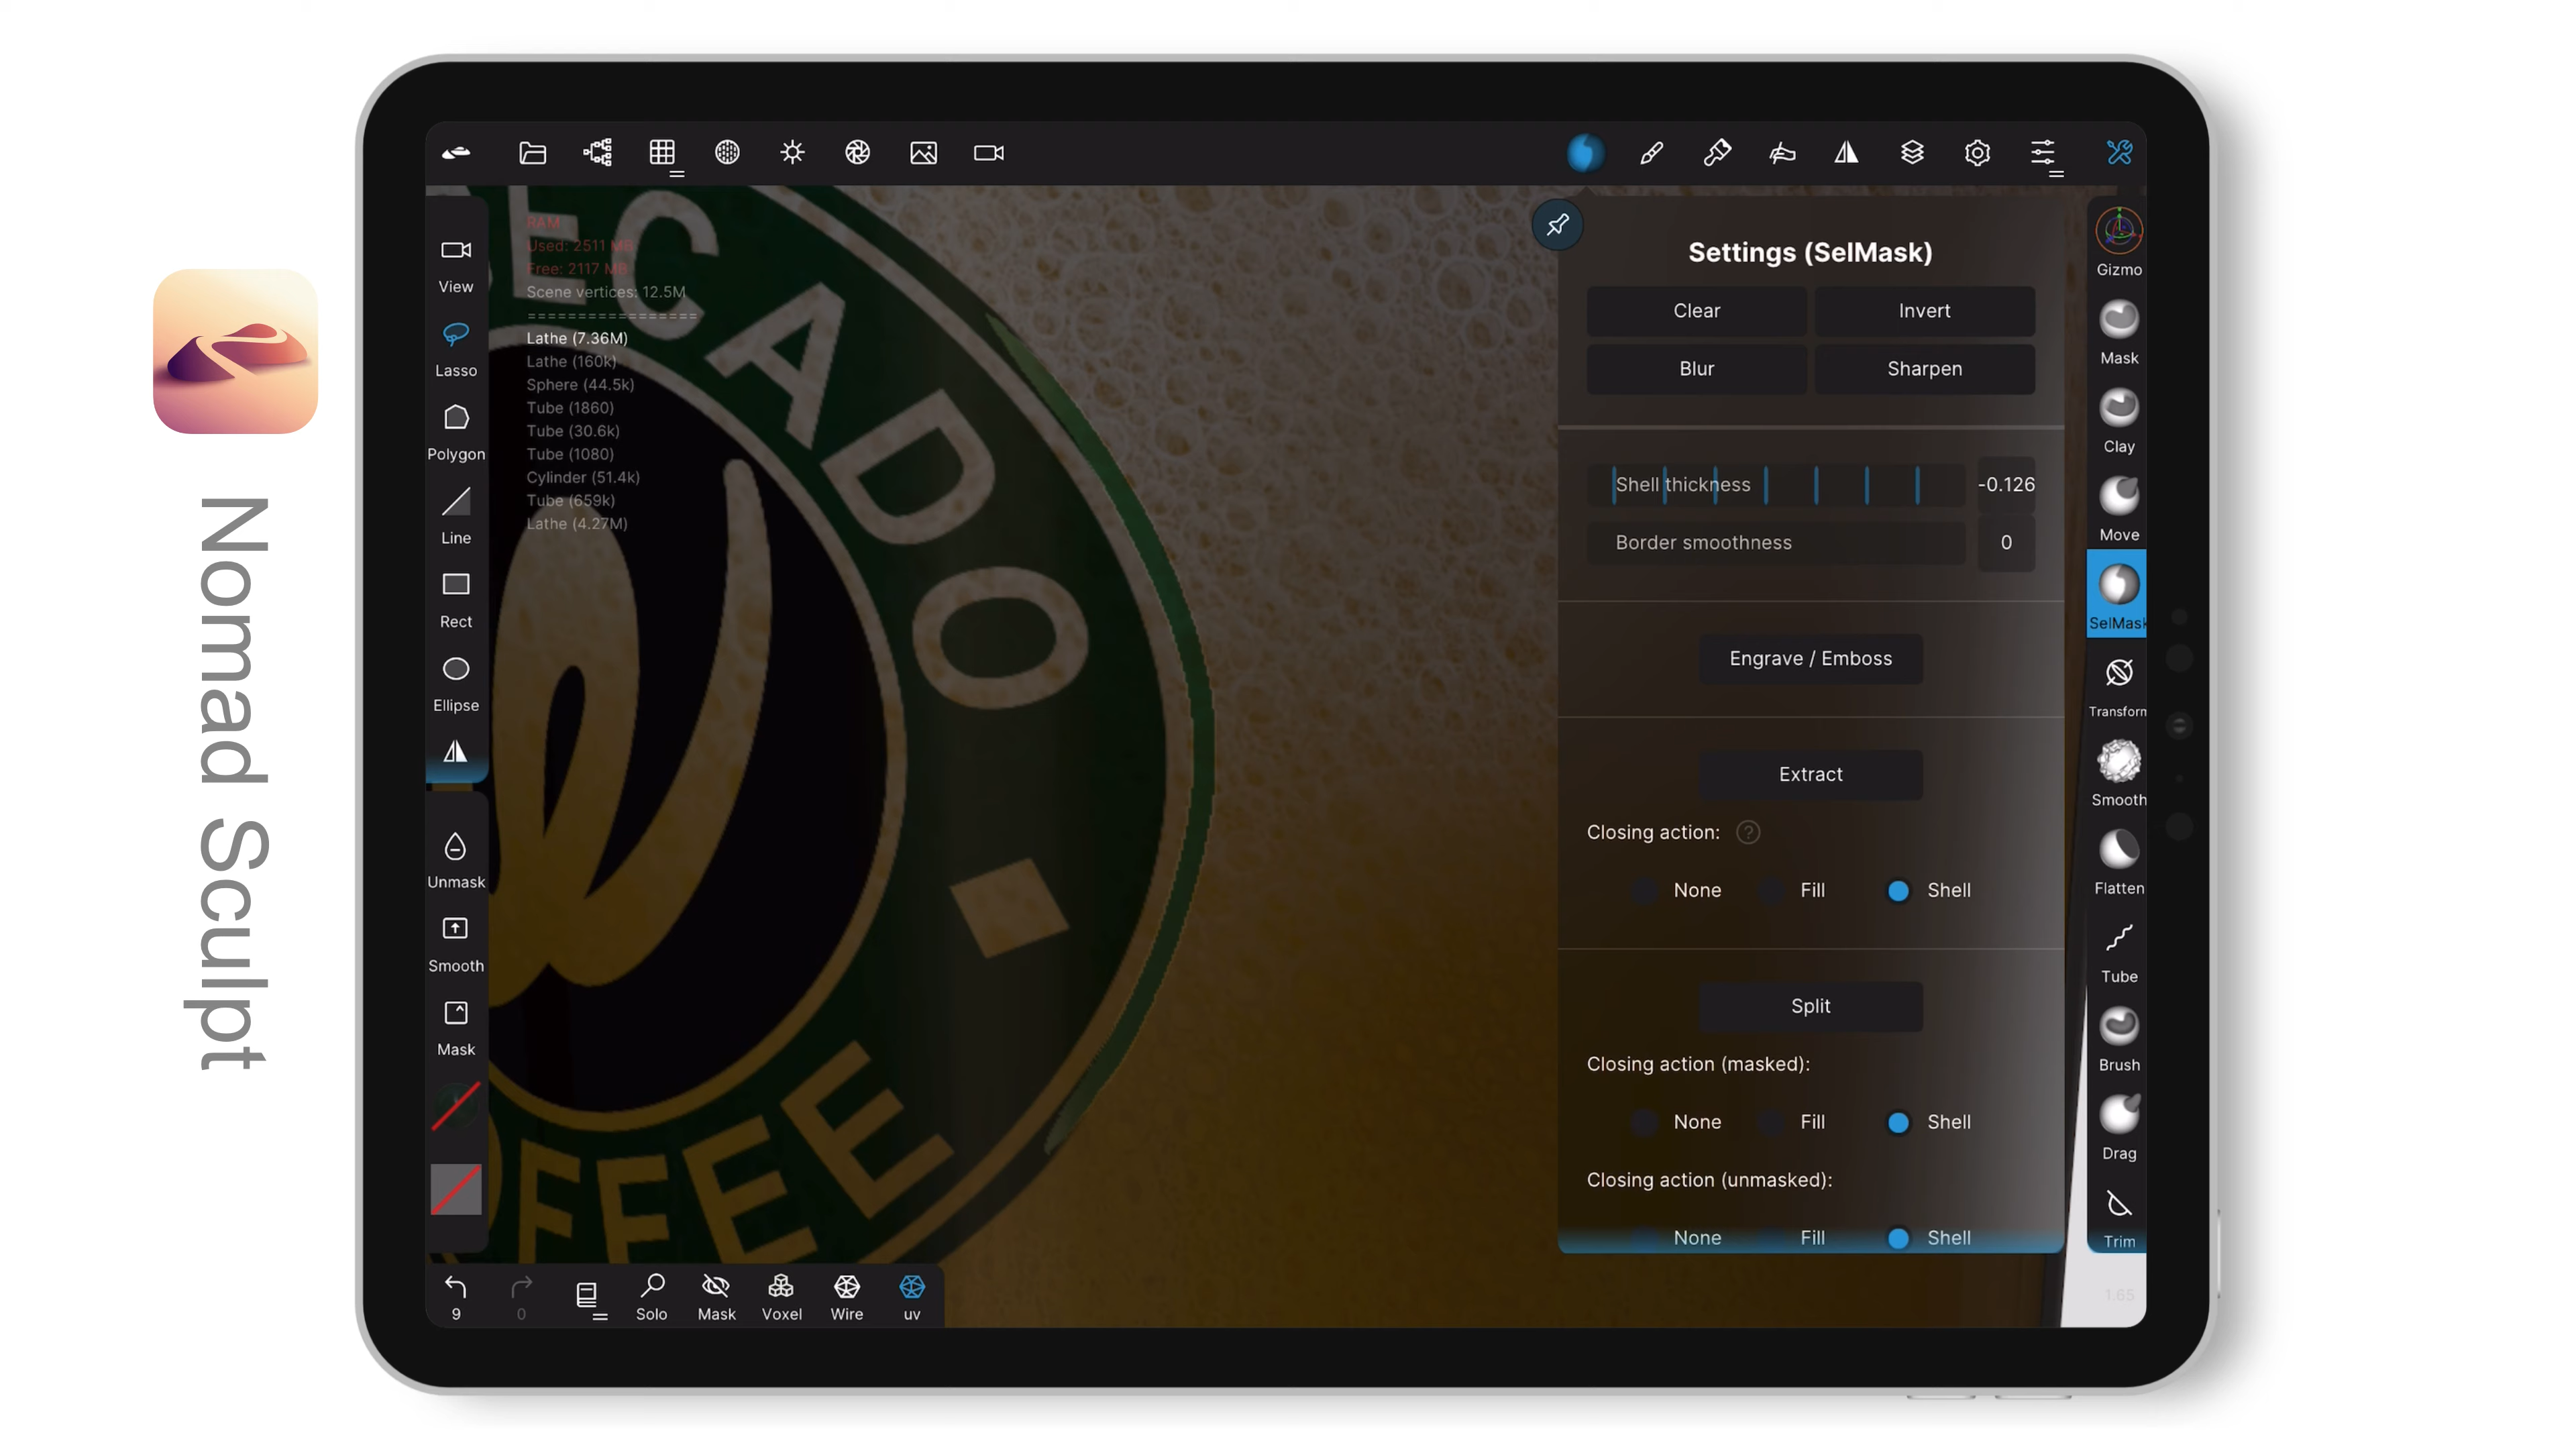 Nomad Sculpt
View
Lasso
Polygon
Line
Rect
Ellipse
Unmask
Smooth
Mask
RAM
Used: 2511 MB
Free: 2117 MB
Scene vertices: 12.5M
====================
Lathe (7.36M)
Lathe (160k)
Sphere (44.5k)
Tube (1860)
Tube (30.6k)
Tube (1080)
Cylinder (51.4k)
Tube (659k)
Lathe (4.27M)
ECADO
OFFEE
Settings (SelMask)
Clear Invert
Blur Sharpen
Shell thickness -0.126
Border smoothness 0
Engrave / Emboss
Extract
Closing action: ?
None Fill Shell
Split
Closing action (masked):
None Fill Shell
Closing action (unmasked):
None Fill Shell
Gizmo
Mask
Clay
Move
SelMask
Transform
Smooth
Flatten
Tube
Brush
Drag
Trim
1.65
9 0 Solo Mask Voxel Wire uv